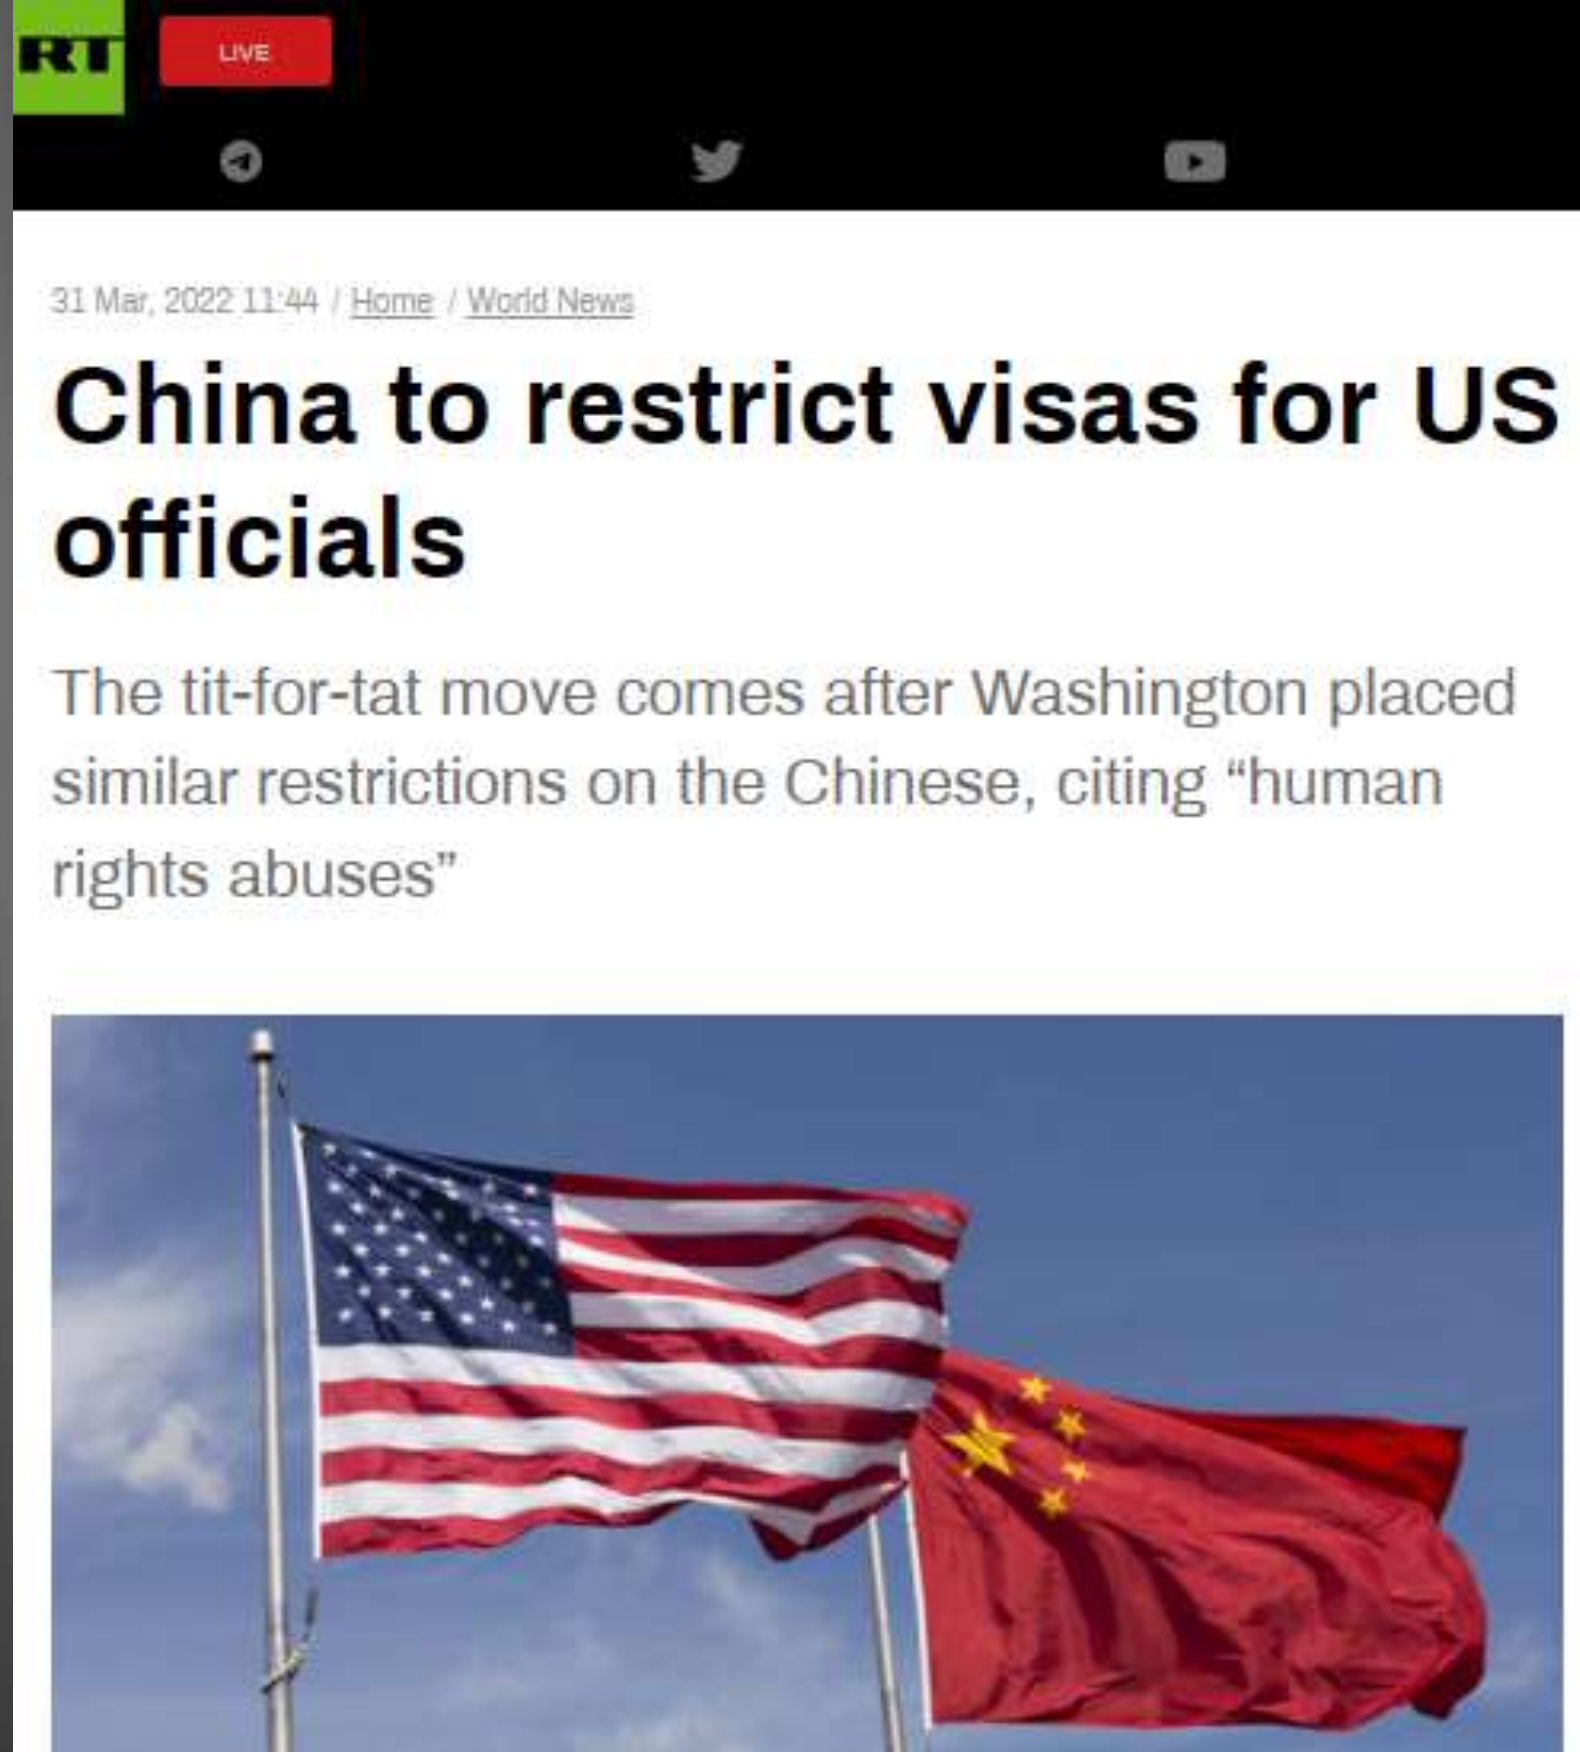 RT
LIVE
31 Mar, 2022 11:44 / Home / World News
China to restrict visas for US
officials
The tit-for-tat move comes after Washington placed
similar restrictions on the Chinese, citing “human
rights abuses”